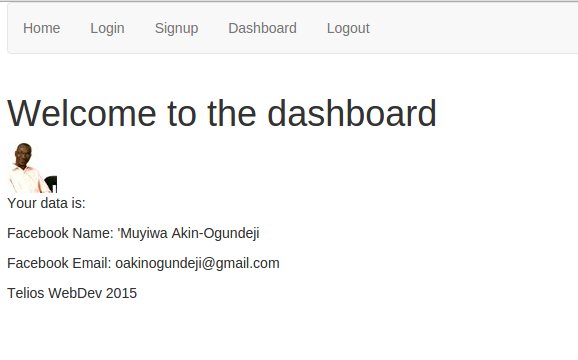 Home Login Signup Dashboard Logout
Welcome to the dashboard
Your data is:
Facebook Name: 'Muyiwa Akin-Ogundeji
Facebook Email: oakinogundeji@gmail.com
Telios WebDev 2015